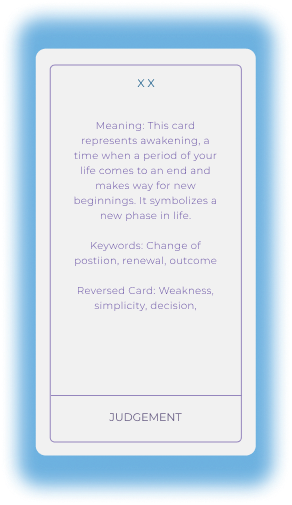 X X
Meaning: This card
represents awakening, a
time when a period of your
life comes to an end and
makes way for new
beginnings. It symbolizes a
new phase in life.
Keywords: Change of
postiion, renewal, outcome
Reversed Card: Weakness,
simplicity, decision,
JUDGEMENT